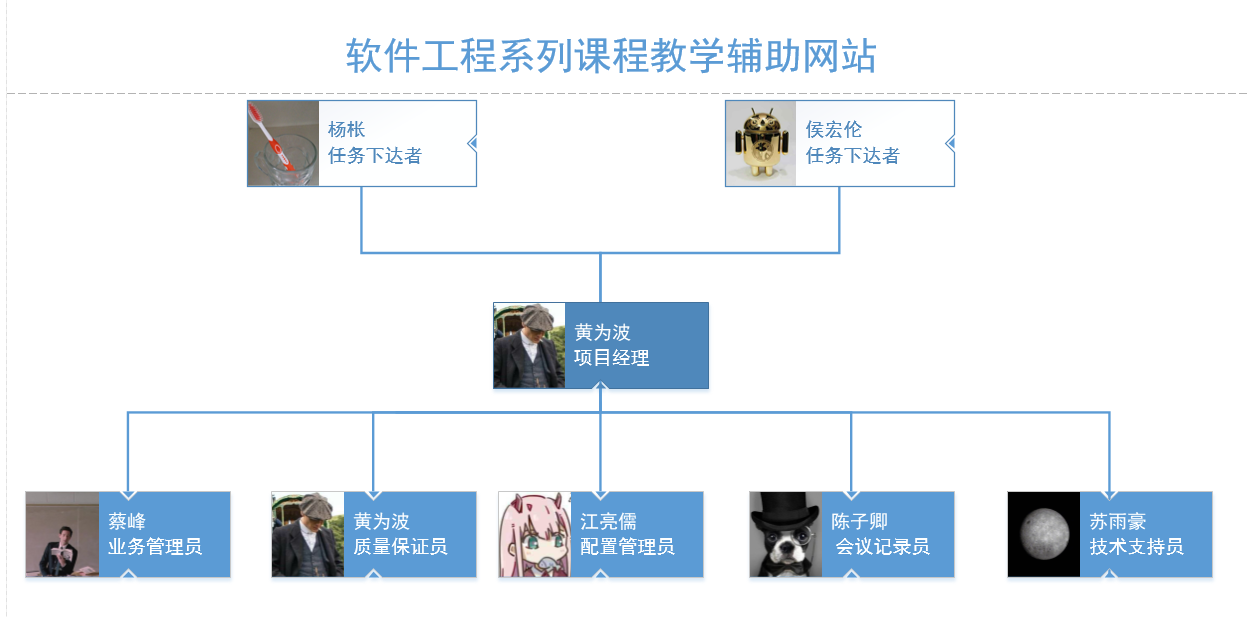 软件工程系列课程教学辅助网站
杨枨
任务下达者
侯宏伦
任务下达者
黄为波
项目经理
蔡峰
业务管理员
黄为波
质量保证员
江亮儒
配置管理员
陈子卿
会议记录员
苏雨豪
技术支持员